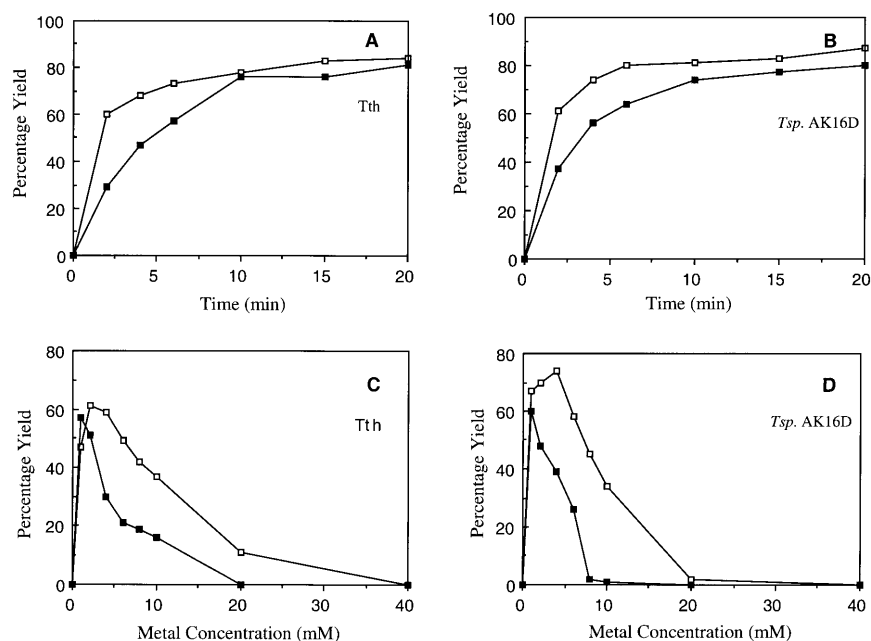 100
80
60
40
20
0
Percentage Yield
A
Tth
0 5 10 15 20
Time (min)
100
80
60
40
20
0
Percentage Yield
B
Tsp. AK16D
0 5 10 15 20
Time (min)
80
60
40
20
0
Percentage Yield
C
Tth
0 10 20 30 40
Metal Concentration (mM)
80
60
40
20
0
Percentage Yield
D
Tsp. AK16D
0 10 20 30 40
Metal Concentration (mM)